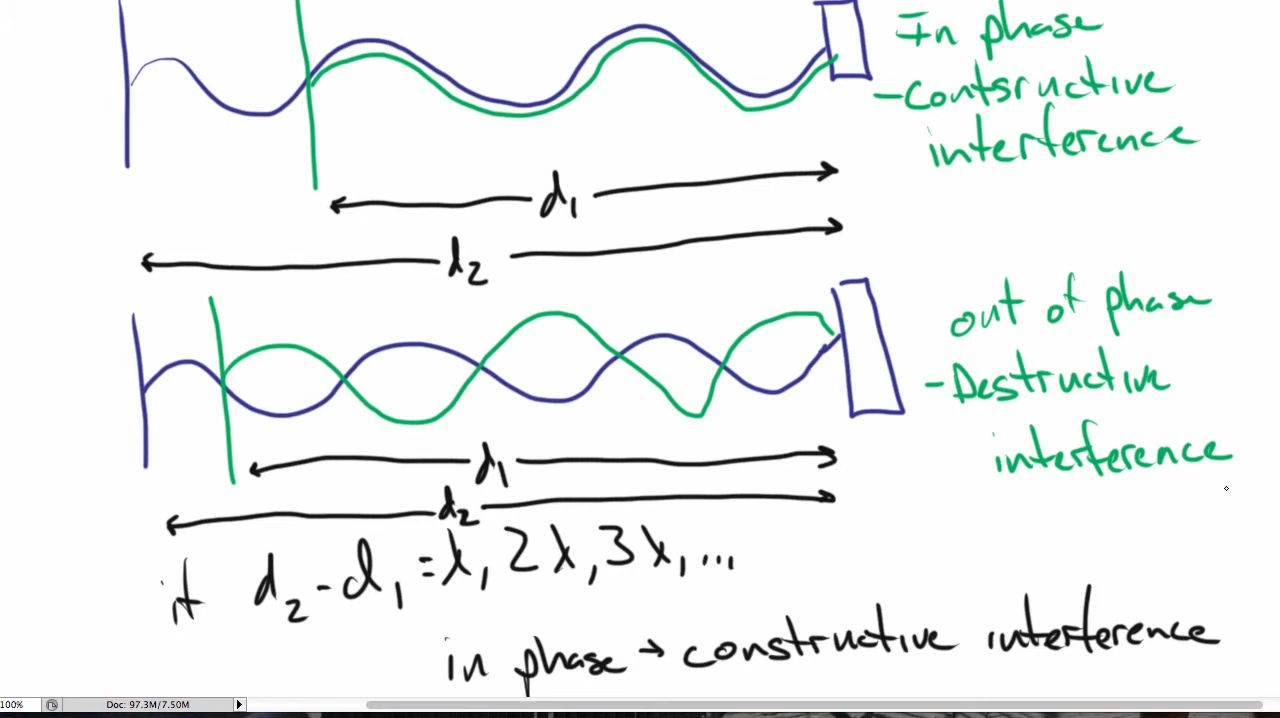 In phase
- Contsructive
interference
d₁
d₂
out of phase
- Destructive
interference
d₁
d₂
if d₂ - d₁ = λ, 2λ, 3λ, ...
in phase → constructive interference
100%
Doc: 97.3M/7.50M